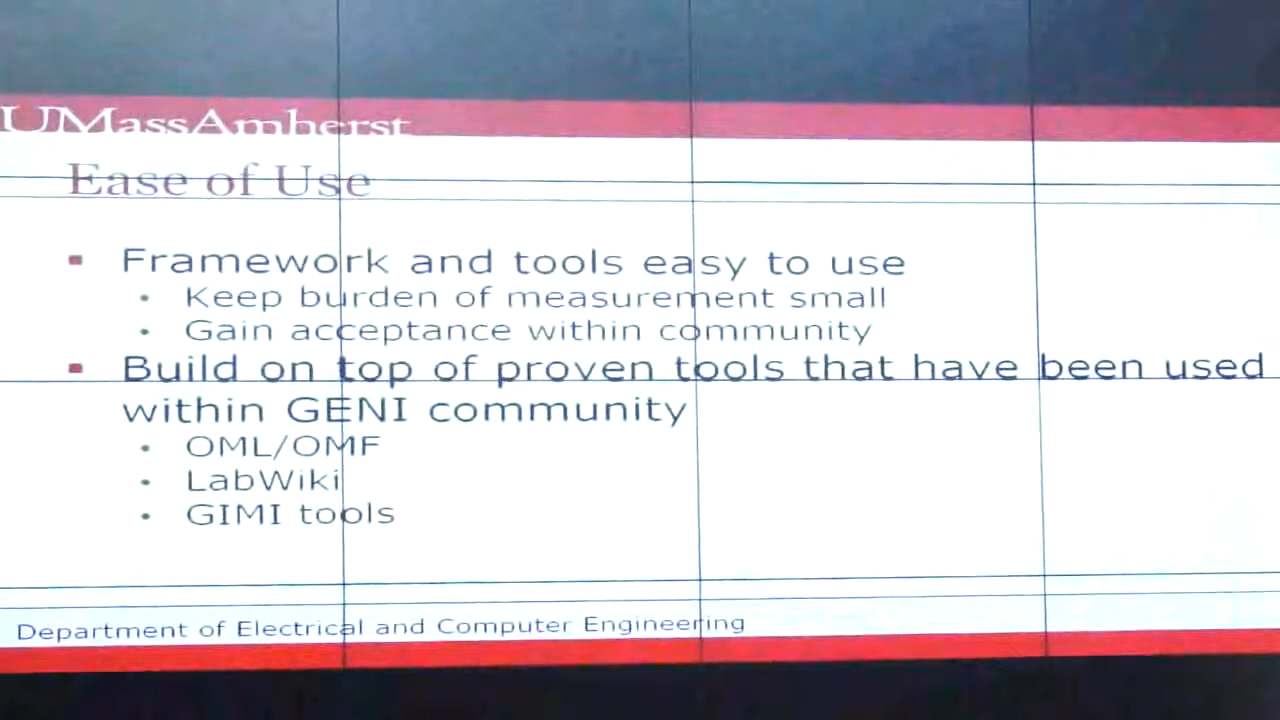 UMassAmherst
Ease of Use
Framework and tools easy to use
Keep burden of measurement small
Gain acceptance within community
Build on top of proven tools that have been used
within GENI community
OML/OMF
LabWiki
GIMI tools
Department of Electrical and Computer Engineering